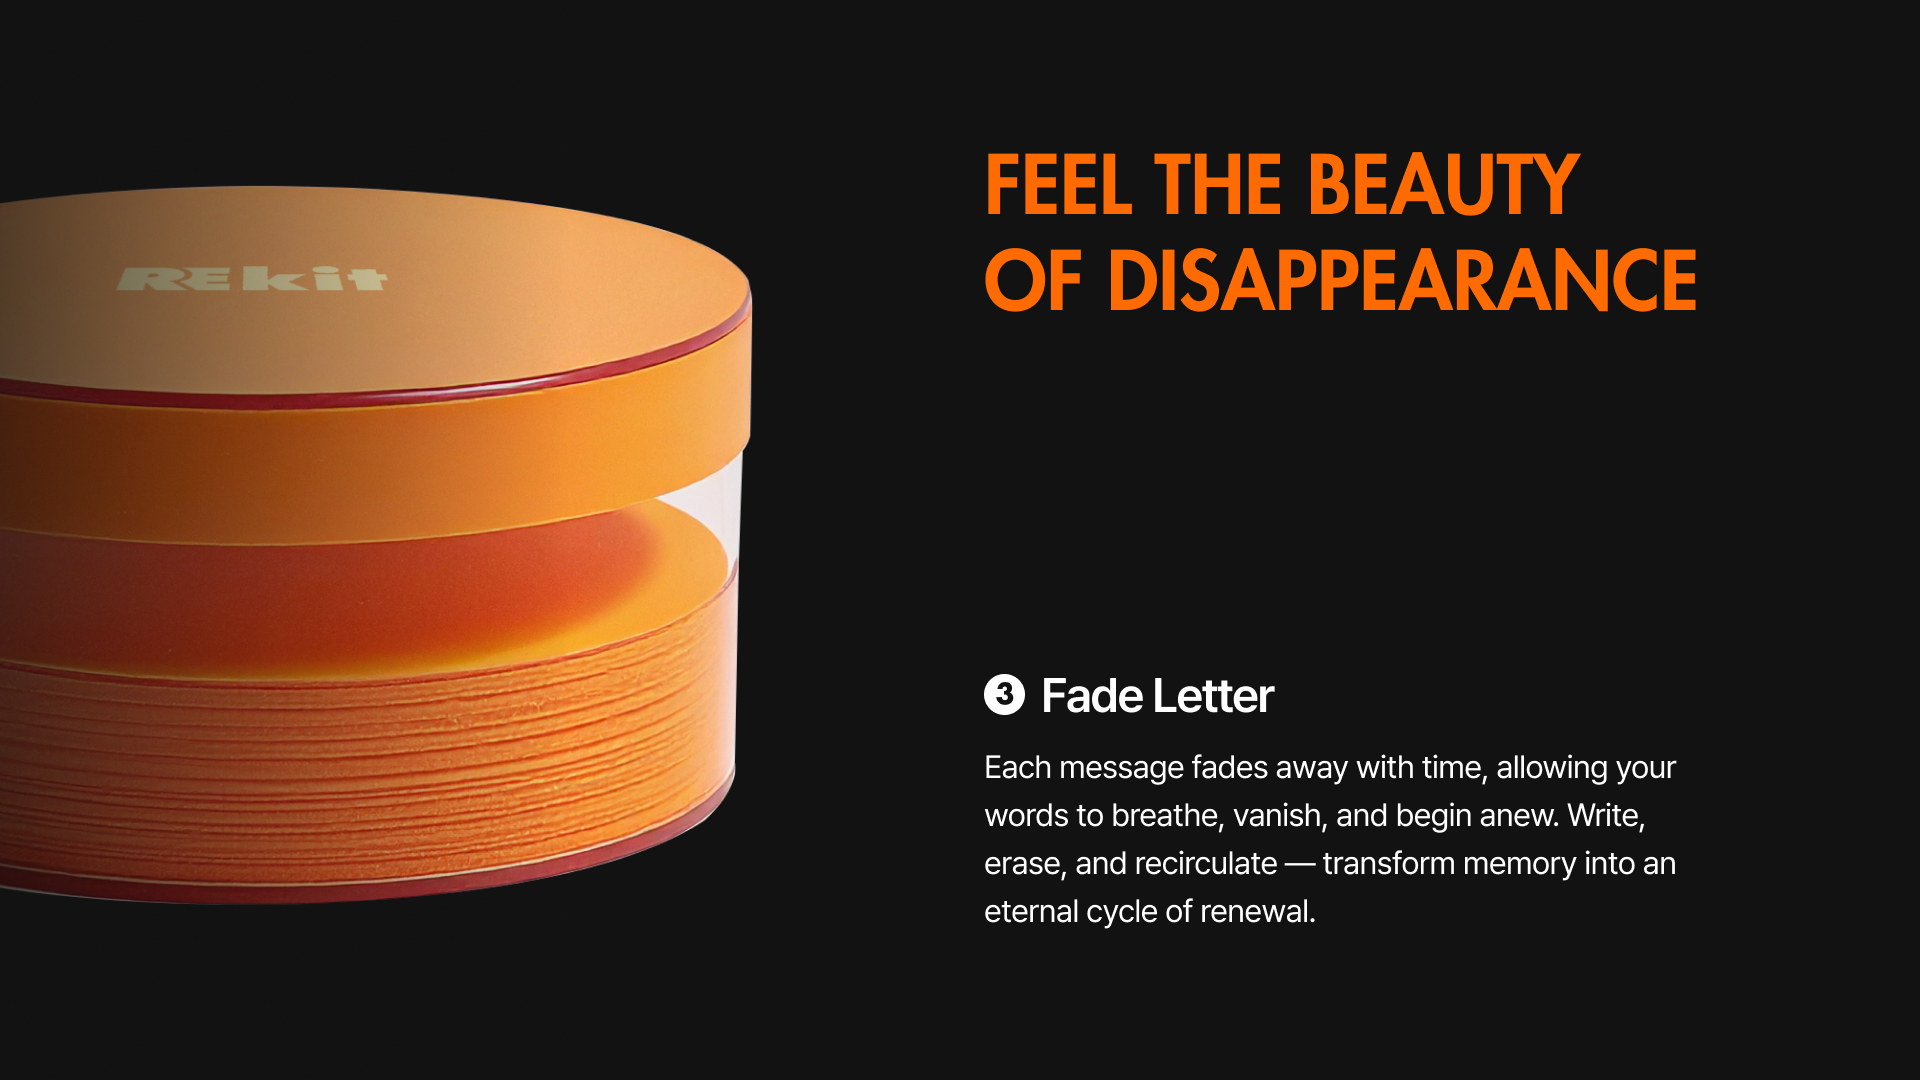 REkit
FEEL THE BEAUTY
OF DISAPPEARANCE
3 Fade Letter
Each message fades away with time, allowing your
words to breathe, vanish, and begin anew. Write,
erase, and recirculate — transform memory into an
eternal cycle of renewal.